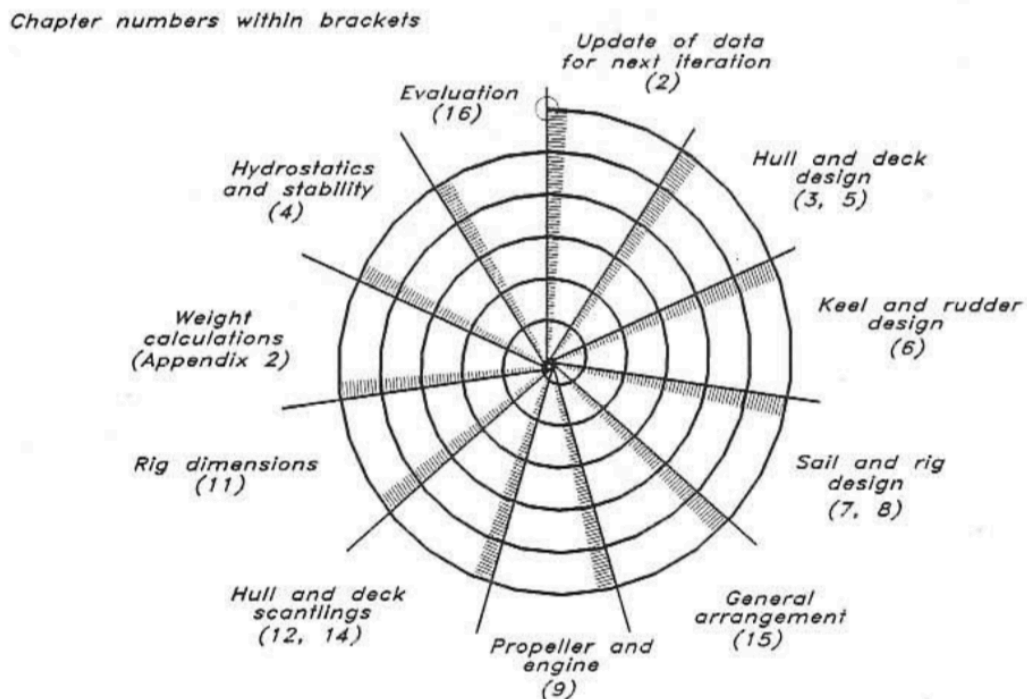 Chapter numbers within brackets
Update of data
for next iteration
(2)
Hull and deck
design
(3, 5)
Keel and rudder
design
(6)
Sail and rig
design
(7, 8)
General
arrangement
(15)
Propeller and
engine
(9)
Hull and deck
scantlings
(12, 14)
Rig dimensions
(11)
Weight
calculations
(Appendix 2)
Hydrostatics
and stability
(4)
Evaluation
(16)